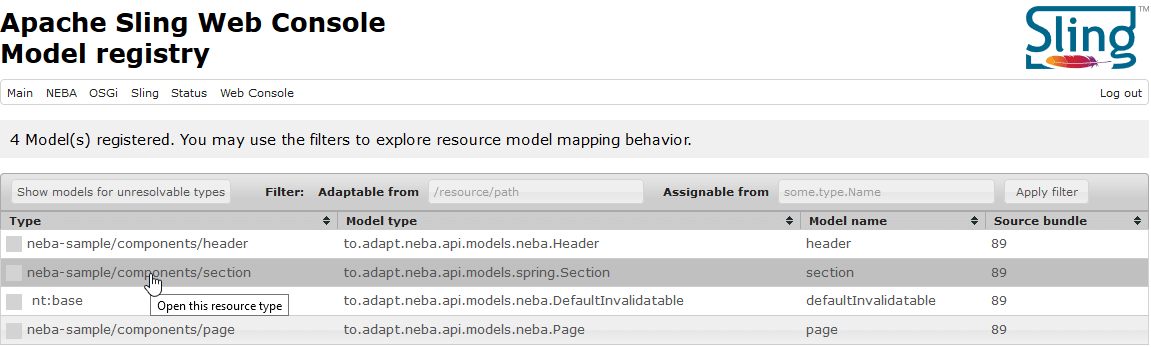 Apache Sling Web Console
Model registry
Sling™
Main NEBA OSGi Sling Status Web Console Log out
4 Model(s) registered. You may use the filters to explore resource model mapping behavior.
Show models for unresolvable types Filter: Adaptable from /resource/path Assignable from some.type.Name Apply filter
Type Model type Model name Source bundle
neba-sample/components/header to.adapt.neba.api.models.neba.Header header 89
neba-sample/components/section to.adapt.neba.api.models.spring.Section section 89
nt:base to.adapt.neba.api.models.neba.DefaultInvalidatable defaultInvalidatable 89
Open this resource type
neba-sample/components/page to.adapt.neba.api.models.neba.Page page 89